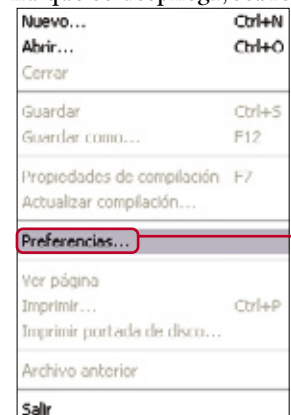 Nuevo... Ctrl+N
Abrir... Ctrl+O
Cerrar
Guardar Ctrl+S
Guardar como... F12
Propiedades de compilación F7
Actualizar compilación...
Preferencias...
Ver página
Imprimir... Ctrl+P
Imprimir portada de disco...
Archivo anterior
Salir